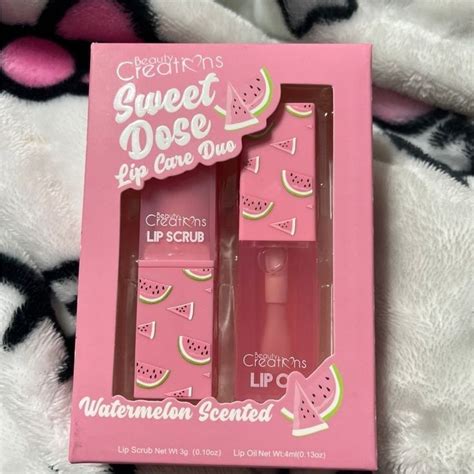 Beauty
Creations
Sweet
Dose
Lip Care Duo
Beauty
Creations
LIP SCRUB
Beauty
Creations
LIP O
Watermelon Scented
Lip Scrub Net Wt 3g (0.10oz)
Lip Oil Net Wt:4ml(0.13oz)